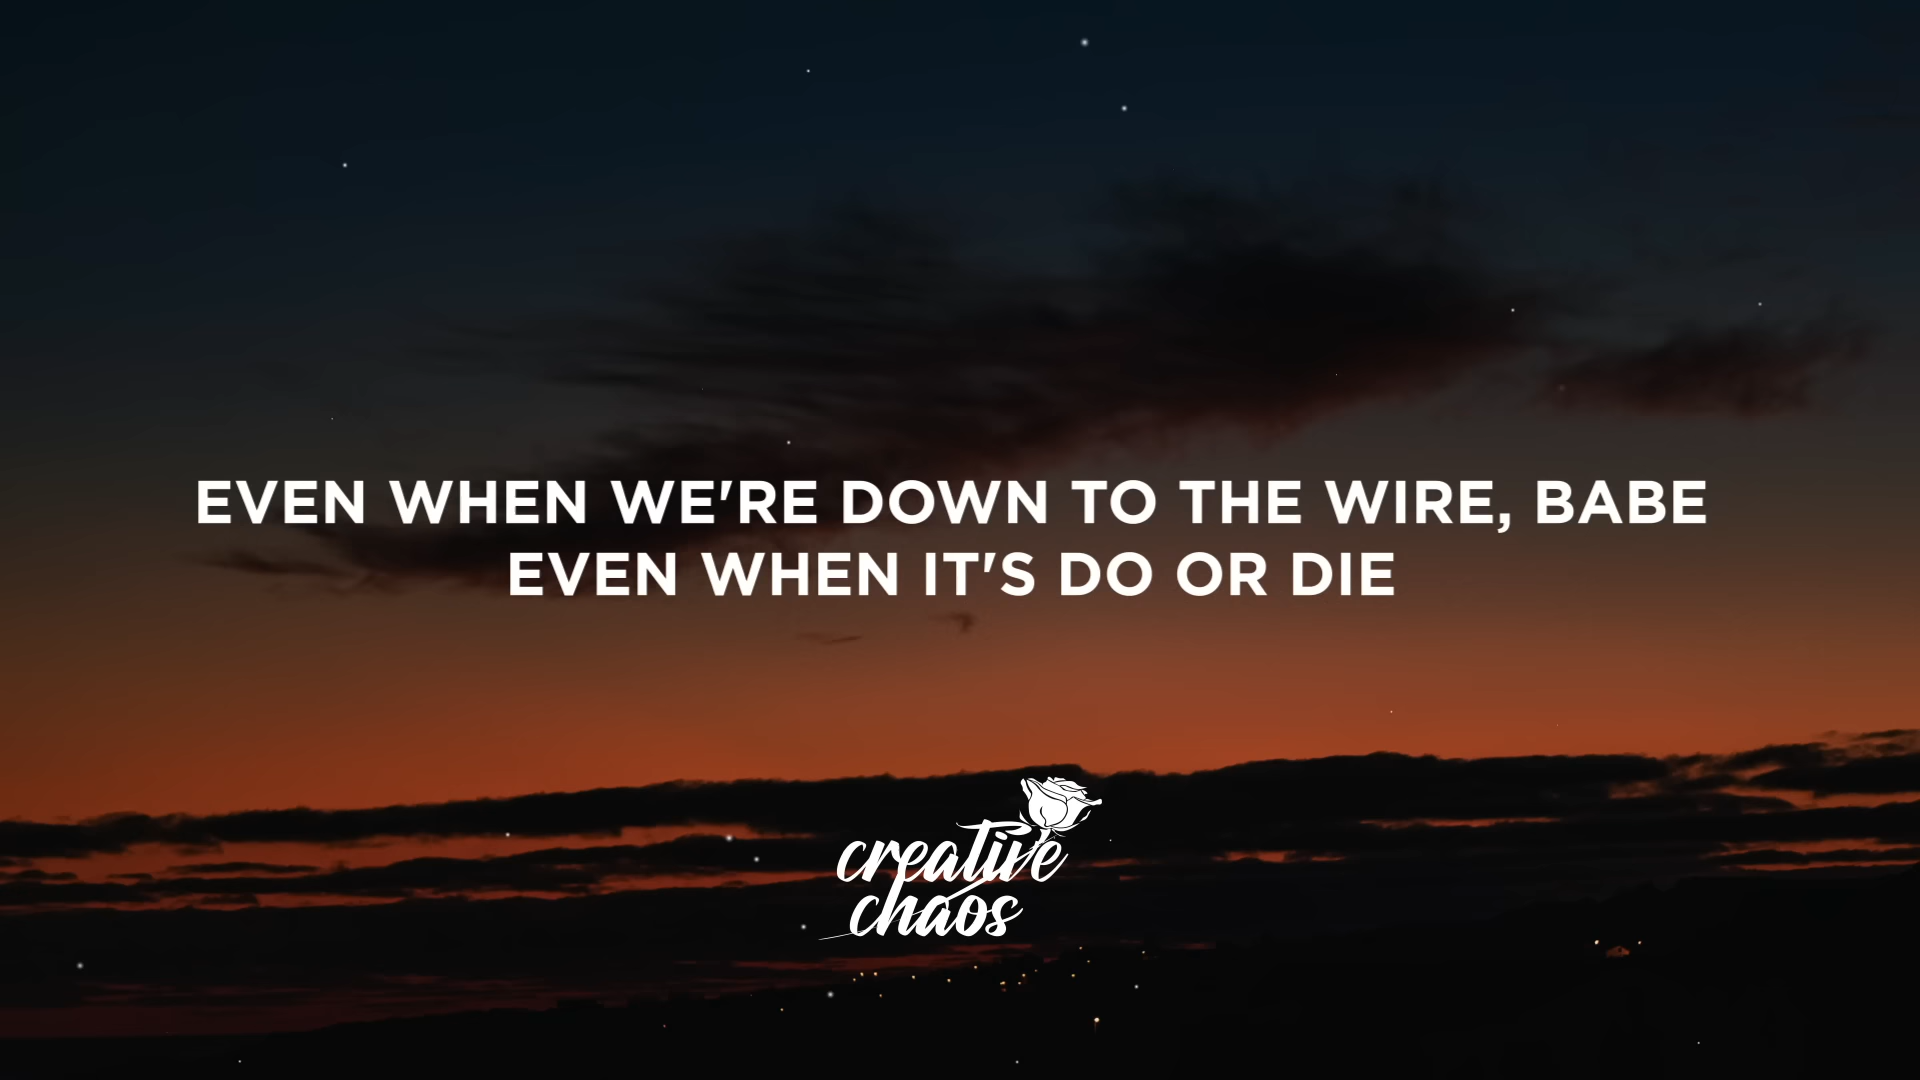 EVEN WHEN WE'RE DOWN TO THE WIRE, BABE
EVEN WHEN IT'S DO OR DIE
creative
chaos